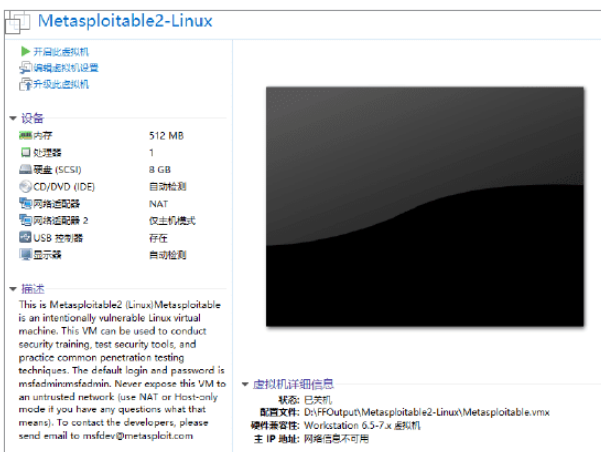 Metasploitable2-Linux
开启此虚拟机
编辑虚拟机设置
升级此虚拟机
设备
内存 512 MB
处理器 1
硬盘 (SCSI) 8 GB
CD/DVD (IDE) 自动检测
网络适配器 NAT
网络适配器 2 仅主机模式
USB 控制器 存在
显示器 自动检测
描述
This is Metasploitable2 (Linux)Metasploitable
is an intentionally vulnerable Linux virtual
machine. This VM can be used to conduct
security training, test security tools, and
practice common penetration testing
techniques. The default login and password is
msfadmin:msfadmin. Never expose this VM to
an untrusted network (use NAT or Host-only
mode if you have any questions what that
means). To contact the developers, please
send email to msfdev@metasploit.com
虚拟机详细信息
状态: 已关机
配置文件: D:\FFOutput\Metasploitable2-Linux\Metasploitable.vmx
硬件兼容性: Workstation 6.5-7.x 虚拟机
主 IP 地址: 网络信息不可用